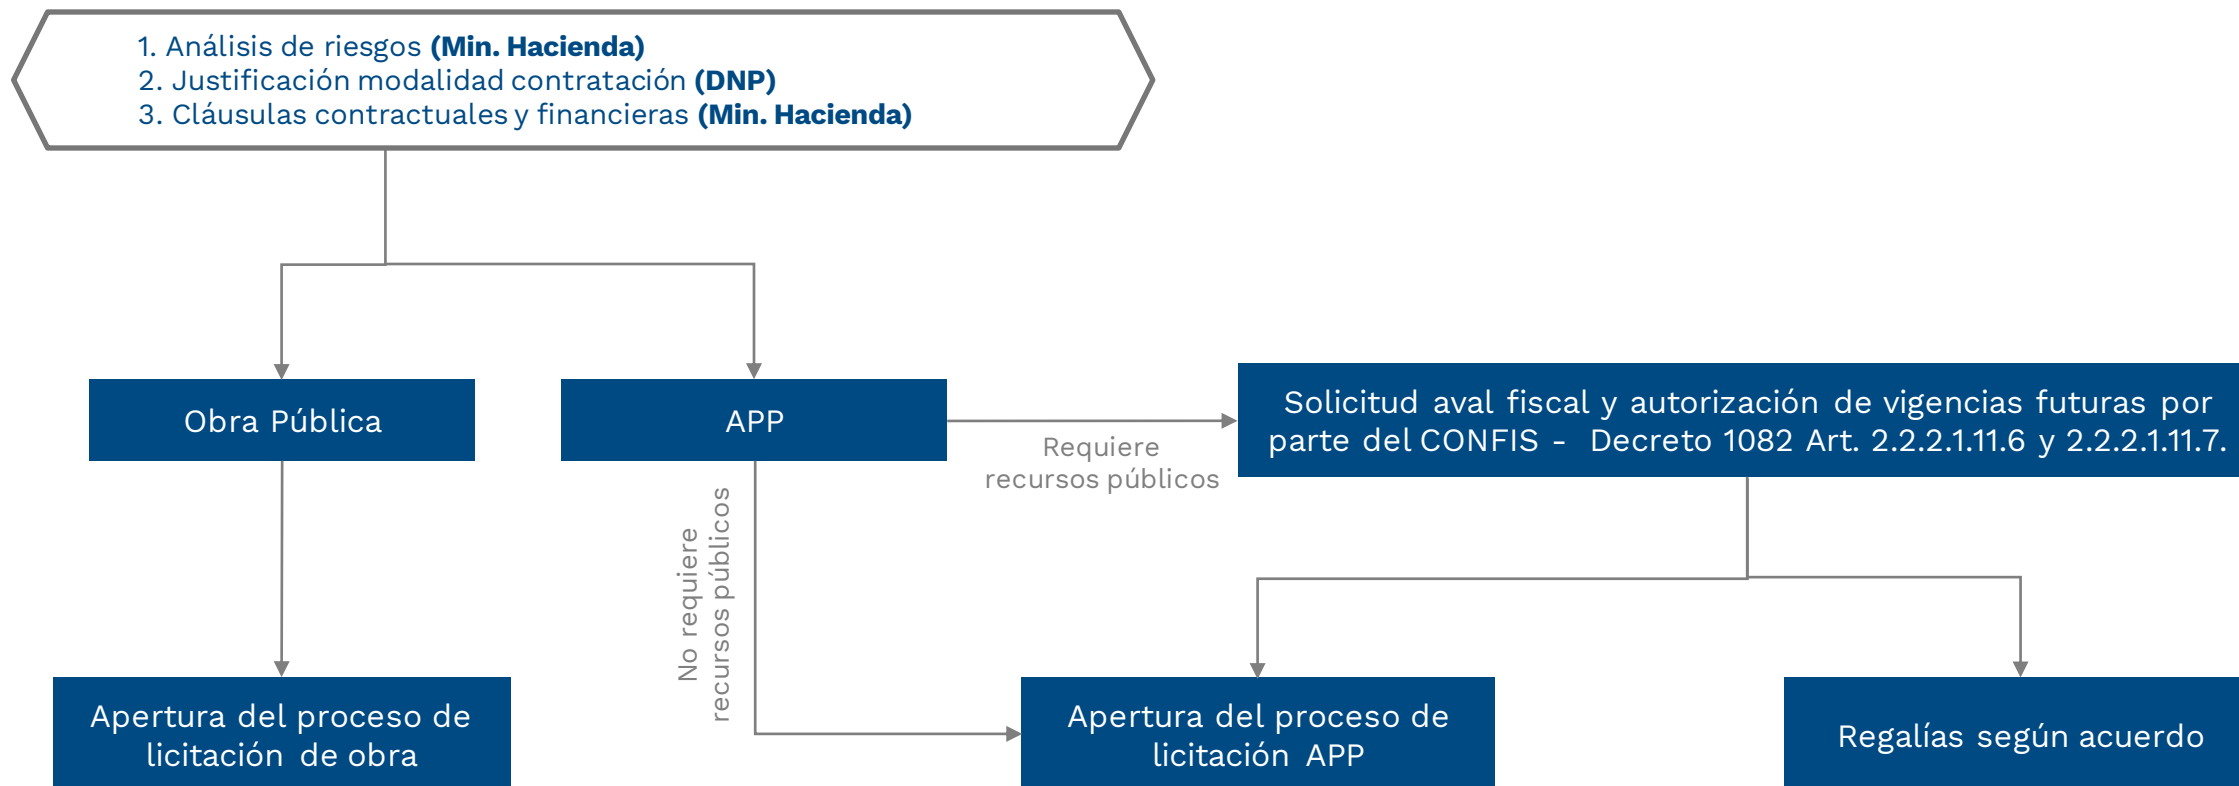 1. Análisis de riesgos (Min. Hacienda)
2. Justificación modalidad contratación (DNP)
3. Cláusulas contractuales y financieras (Min. Hacienda)
Obra Pública
APP
Requiere
recursos públicos
Solicitud aval fiscal y autorización de vigencias futuras por
parte del CONFIS - Decreto 1082 Art. 2.2.2.1.11.6 y 2.2.2.1.11.7.
No requiere
recursos públicos
Apertura del proceso de
licitación de obra
Apertura del proceso de
licitación APP
Regalías según acuerdo